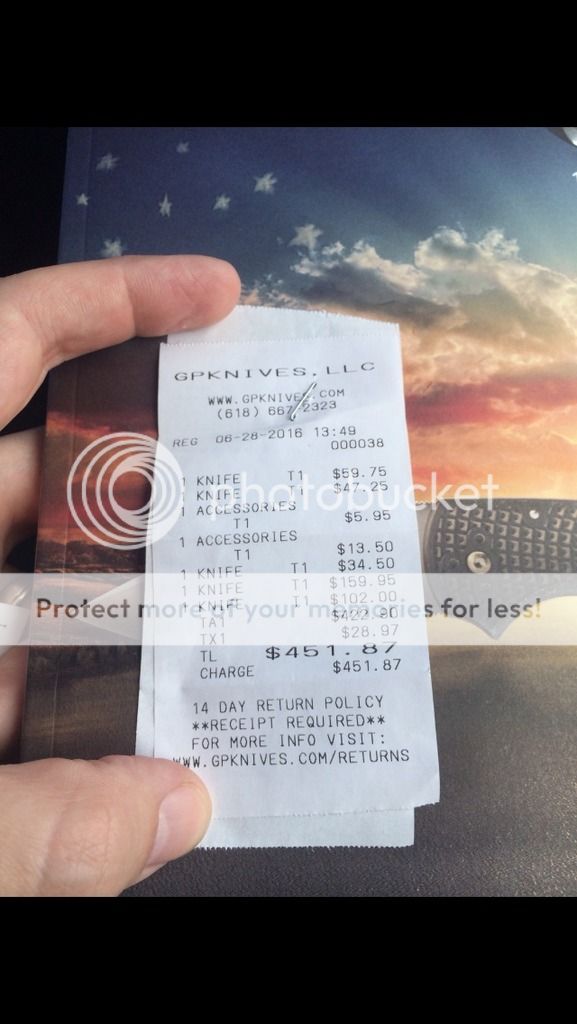 GPKNIVES, LLC
WWW.GPKNIVES.COM
(618) 667-2323
REG 06-28-2016 13:49
000038
1 KNIFE T1 $59.75
1 KNIFE T1 $47.25
1 ACCESSORIES
T1 $5.95
1 ACCESSORIES
T1 $13.50
1 KNIFE T1 $34.50
1 KNIFE T1 $159.95
1 KNIFE T1 $102.00
TA1 $422.90
TX1 $28.97
TL $451.87
CHARGE $451.87
14 DAY RETURN POLICY
**RECEIPT REQUIRED**
FOR MORE INFO VISIT:
WWW.GPKNIVES.COM/RETURNS
photobucket
Protect more of your memories for less!